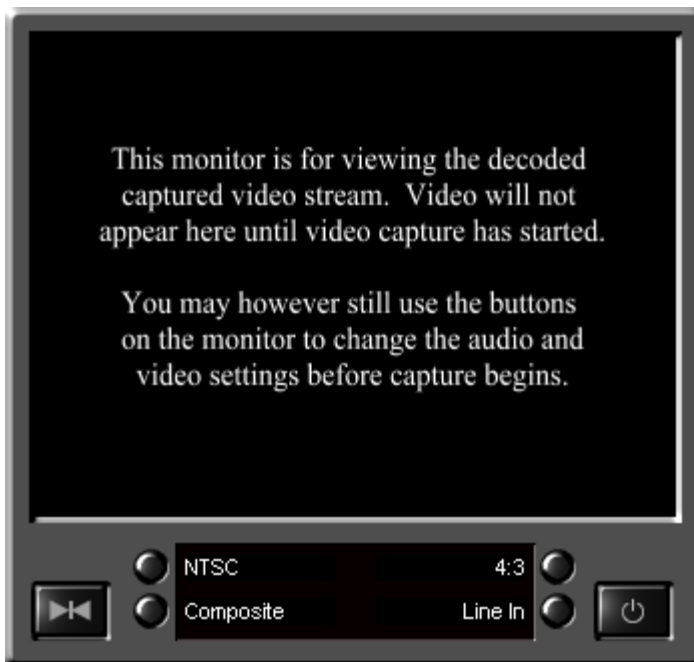 This monitor is for viewing the decoded
captured video stream. Video will not
appear here until video capture has started.
You may however still use the buttons
on the monitor to change the audio and
video settings before capture begins.
NTSC 4:3
Composite Line In